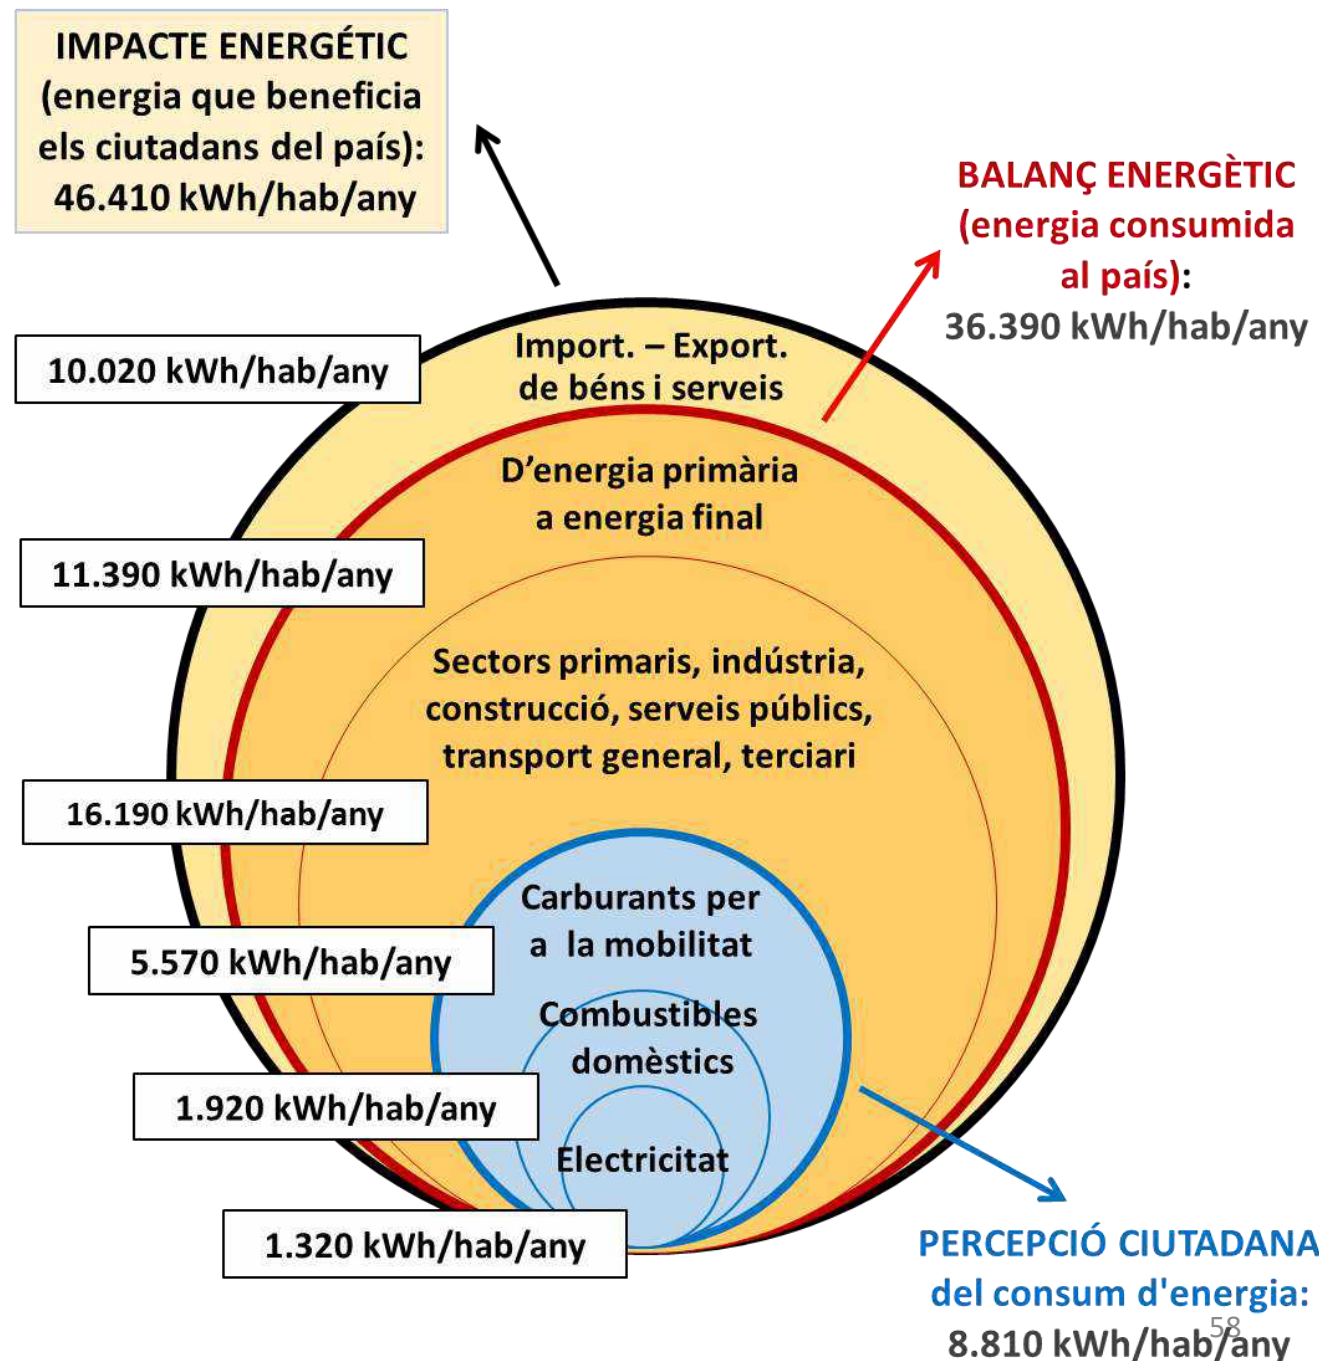 IMPACTE ENERGÉTIC
(energia que beneficia
els ciutadans del país):
46.410 kWh/hab/any
BALANÇ ENERGÈTIC
(energia consumida
al país):
36.390 kWh/hab/any
Import. – Export.
de béns i serveis
10.020 kWh/hab/any
D’energia primària
a energia final
11.390 kWh/hab/any
Sectors primaris, indústria,
construcció, serveis públics,
transport general, terciari
16.190 kWh/hab/any
Carburants per
a la mobilitat
5.570 kWh/hab/any
Combustibles
domèstics
1.920 kWh/hab/any
Electricitat
1.320 kWh/hab/any
PERCEPCIÓ CIUTADANA
del consum d'energia:
8.810 kWh/hab/any
58